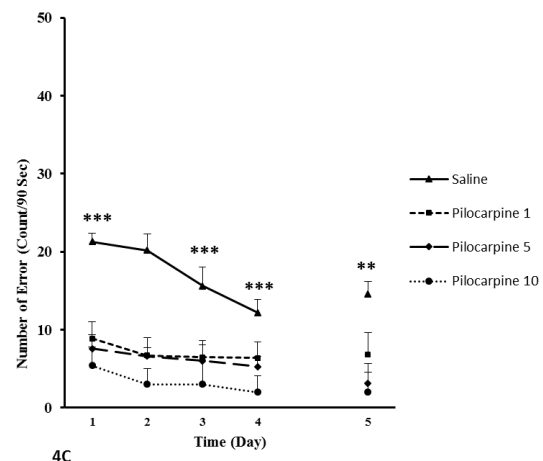 50
40
30
20
10
0
Number of Error (Count/90 Sec)
***
***
***
**
1 2 3 4 5
Time (Day)
Saline
Pilocarpine 1
Pilocarpine 5
Pilocarpine 10
4C